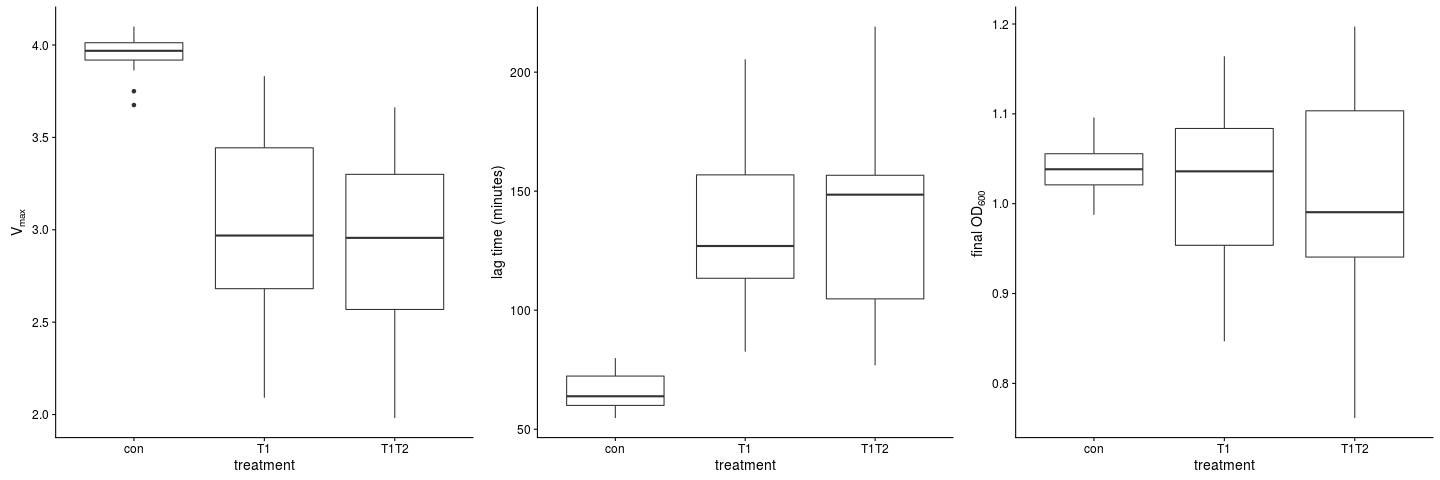 Vmax
4.0
3.5
3.0
2.5
2.0
con
T1
T1T2
treatment
lag time (minutes)
200
150
100
50
con
T1
T1T2
treatment
final OD600
1.2
1.1
1.0
0.9
0.8
con
T1
T1T2
treatment